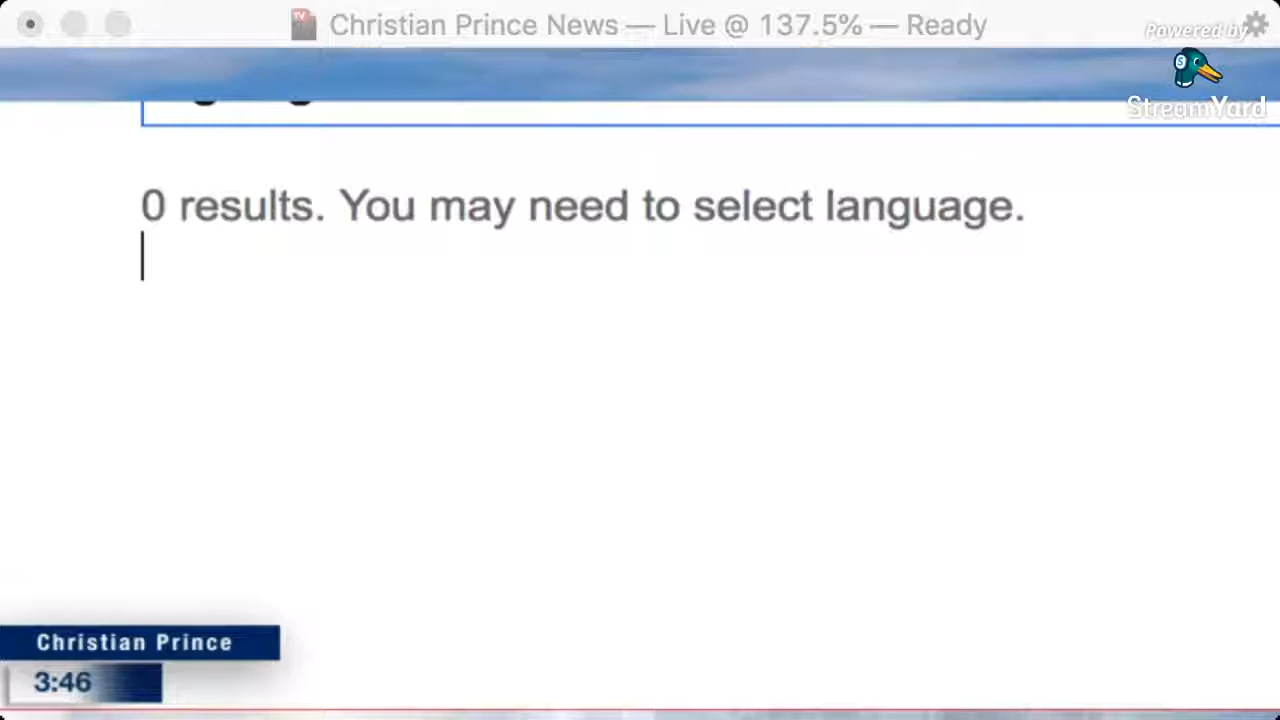 Christian Prince News — Live @ 137.5% — Ready
Powered by
StreamYard
0 results. You may need to select language.
Christian Prince
3:46